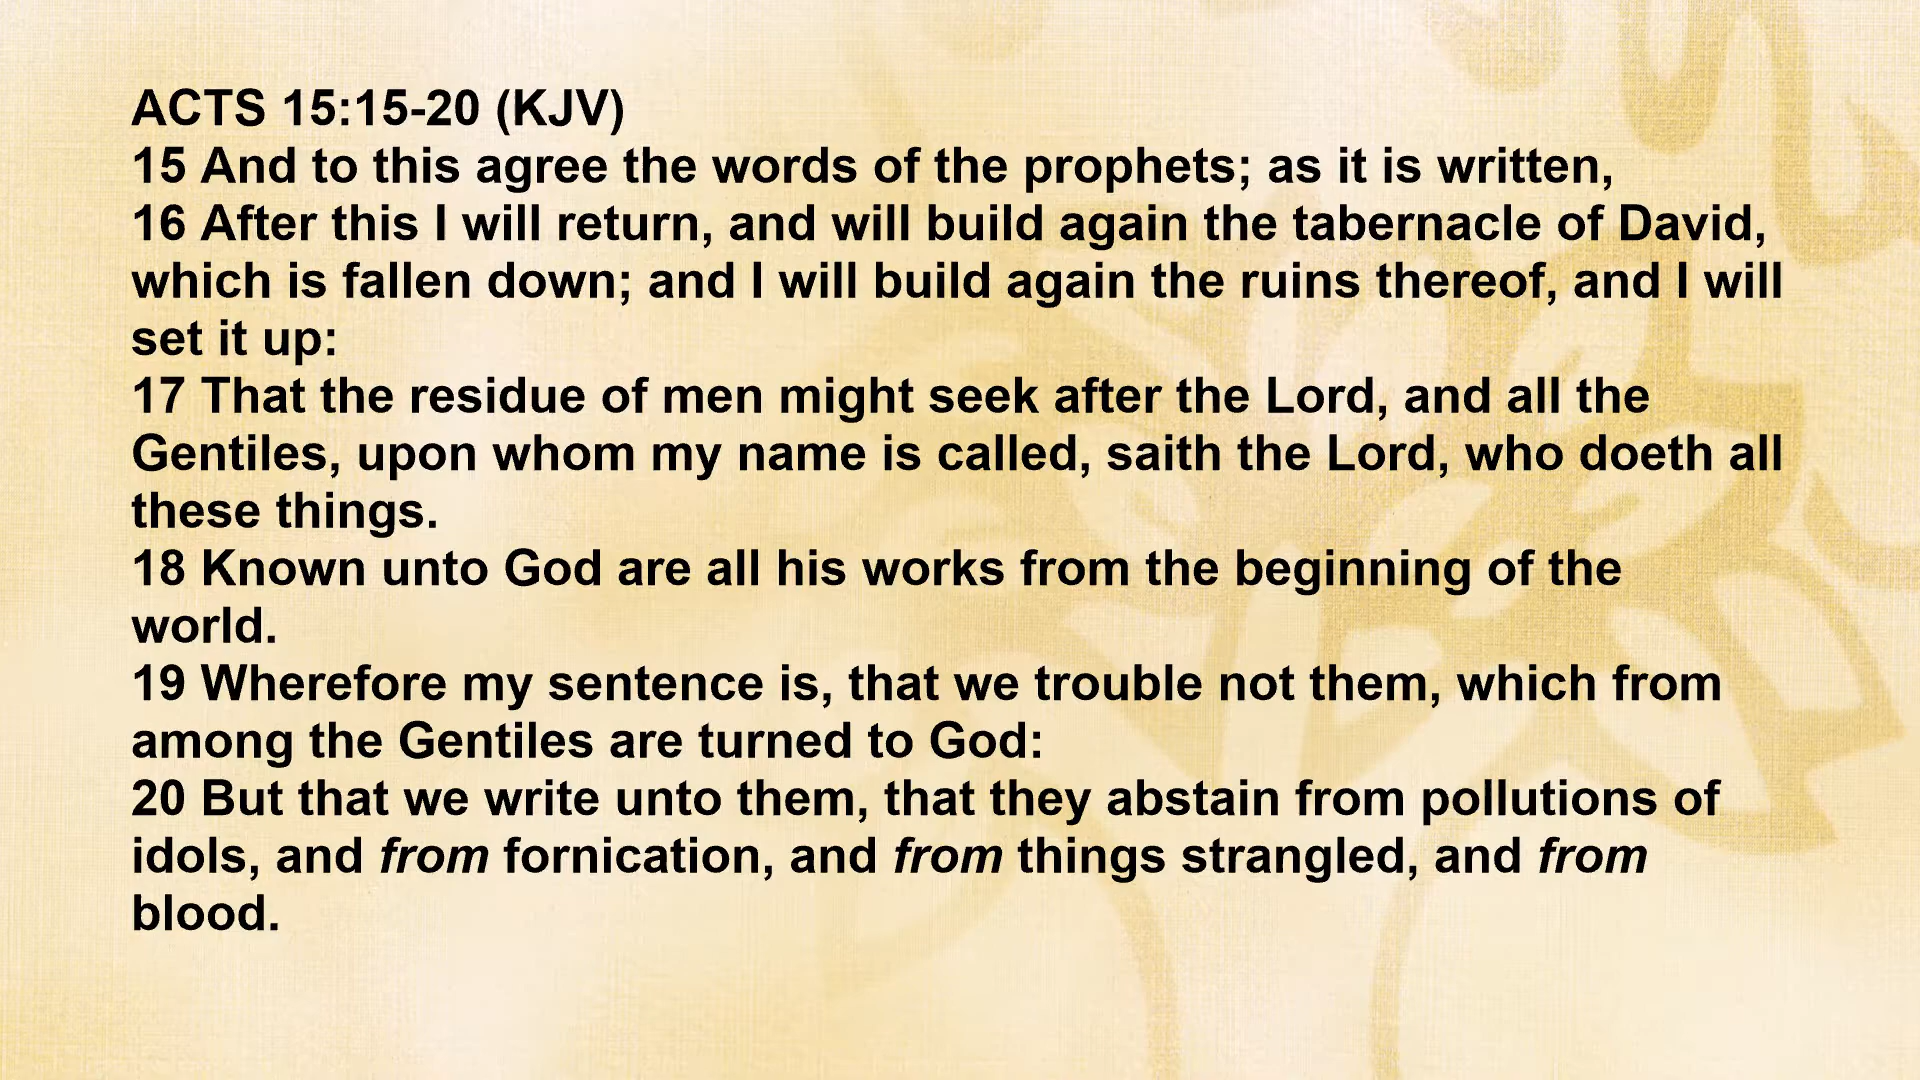 ACTS 15:15-20 (KJV)
15 And to this agree the words of the prophets; as it is written,
16 After this I will return, and will build again the tabernacle of David,
which is fallen down; and I will build again the ruins thereof, and I will
set it up:
17 That the residue of men might seek after the Lord, and all the
Gentiles, upon whom my name is called, saith the Lord, who doeth all
these things.
18 Known unto God are all his works from the beginning of the
world.
19 Wherefore my sentence is, that we trouble not them, which from
among the Gentiles are turned to God:
20 But that we write unto them, that they abstain from pollutions of
idols, and from fornication, and from things strangled, and from
blood.